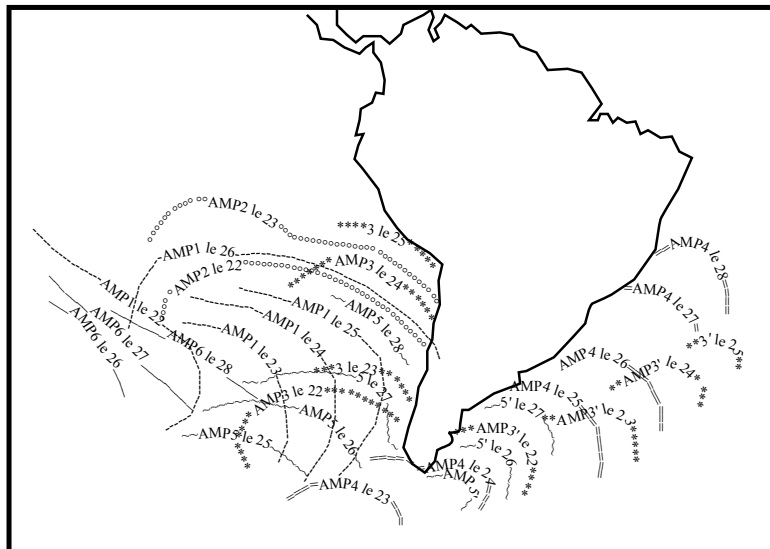 AMP2 le 23
3 le 25
AMP1 le 26
AMP4 le 28
AMP3 le 24
AMP2 le 22
AMP1 le 22
AMP4 le 27
AMP1 le 25
AMP5 le 28
AMP6 le 27
AMP6 le 26
AMP1 le 24
3' le 25
AMP1 le 23
AMP6 le 28
AMP4 le 26
AMP3' le 24
3 le 23
5 le 27
AMP4 le 25
AMP3 le 22
5' le 27
AMP3' le 23
AMP5 le 26
AMP5 le 25
AMP3' le 22
5' le 26
AMP4 le 24
AMP4 le 23